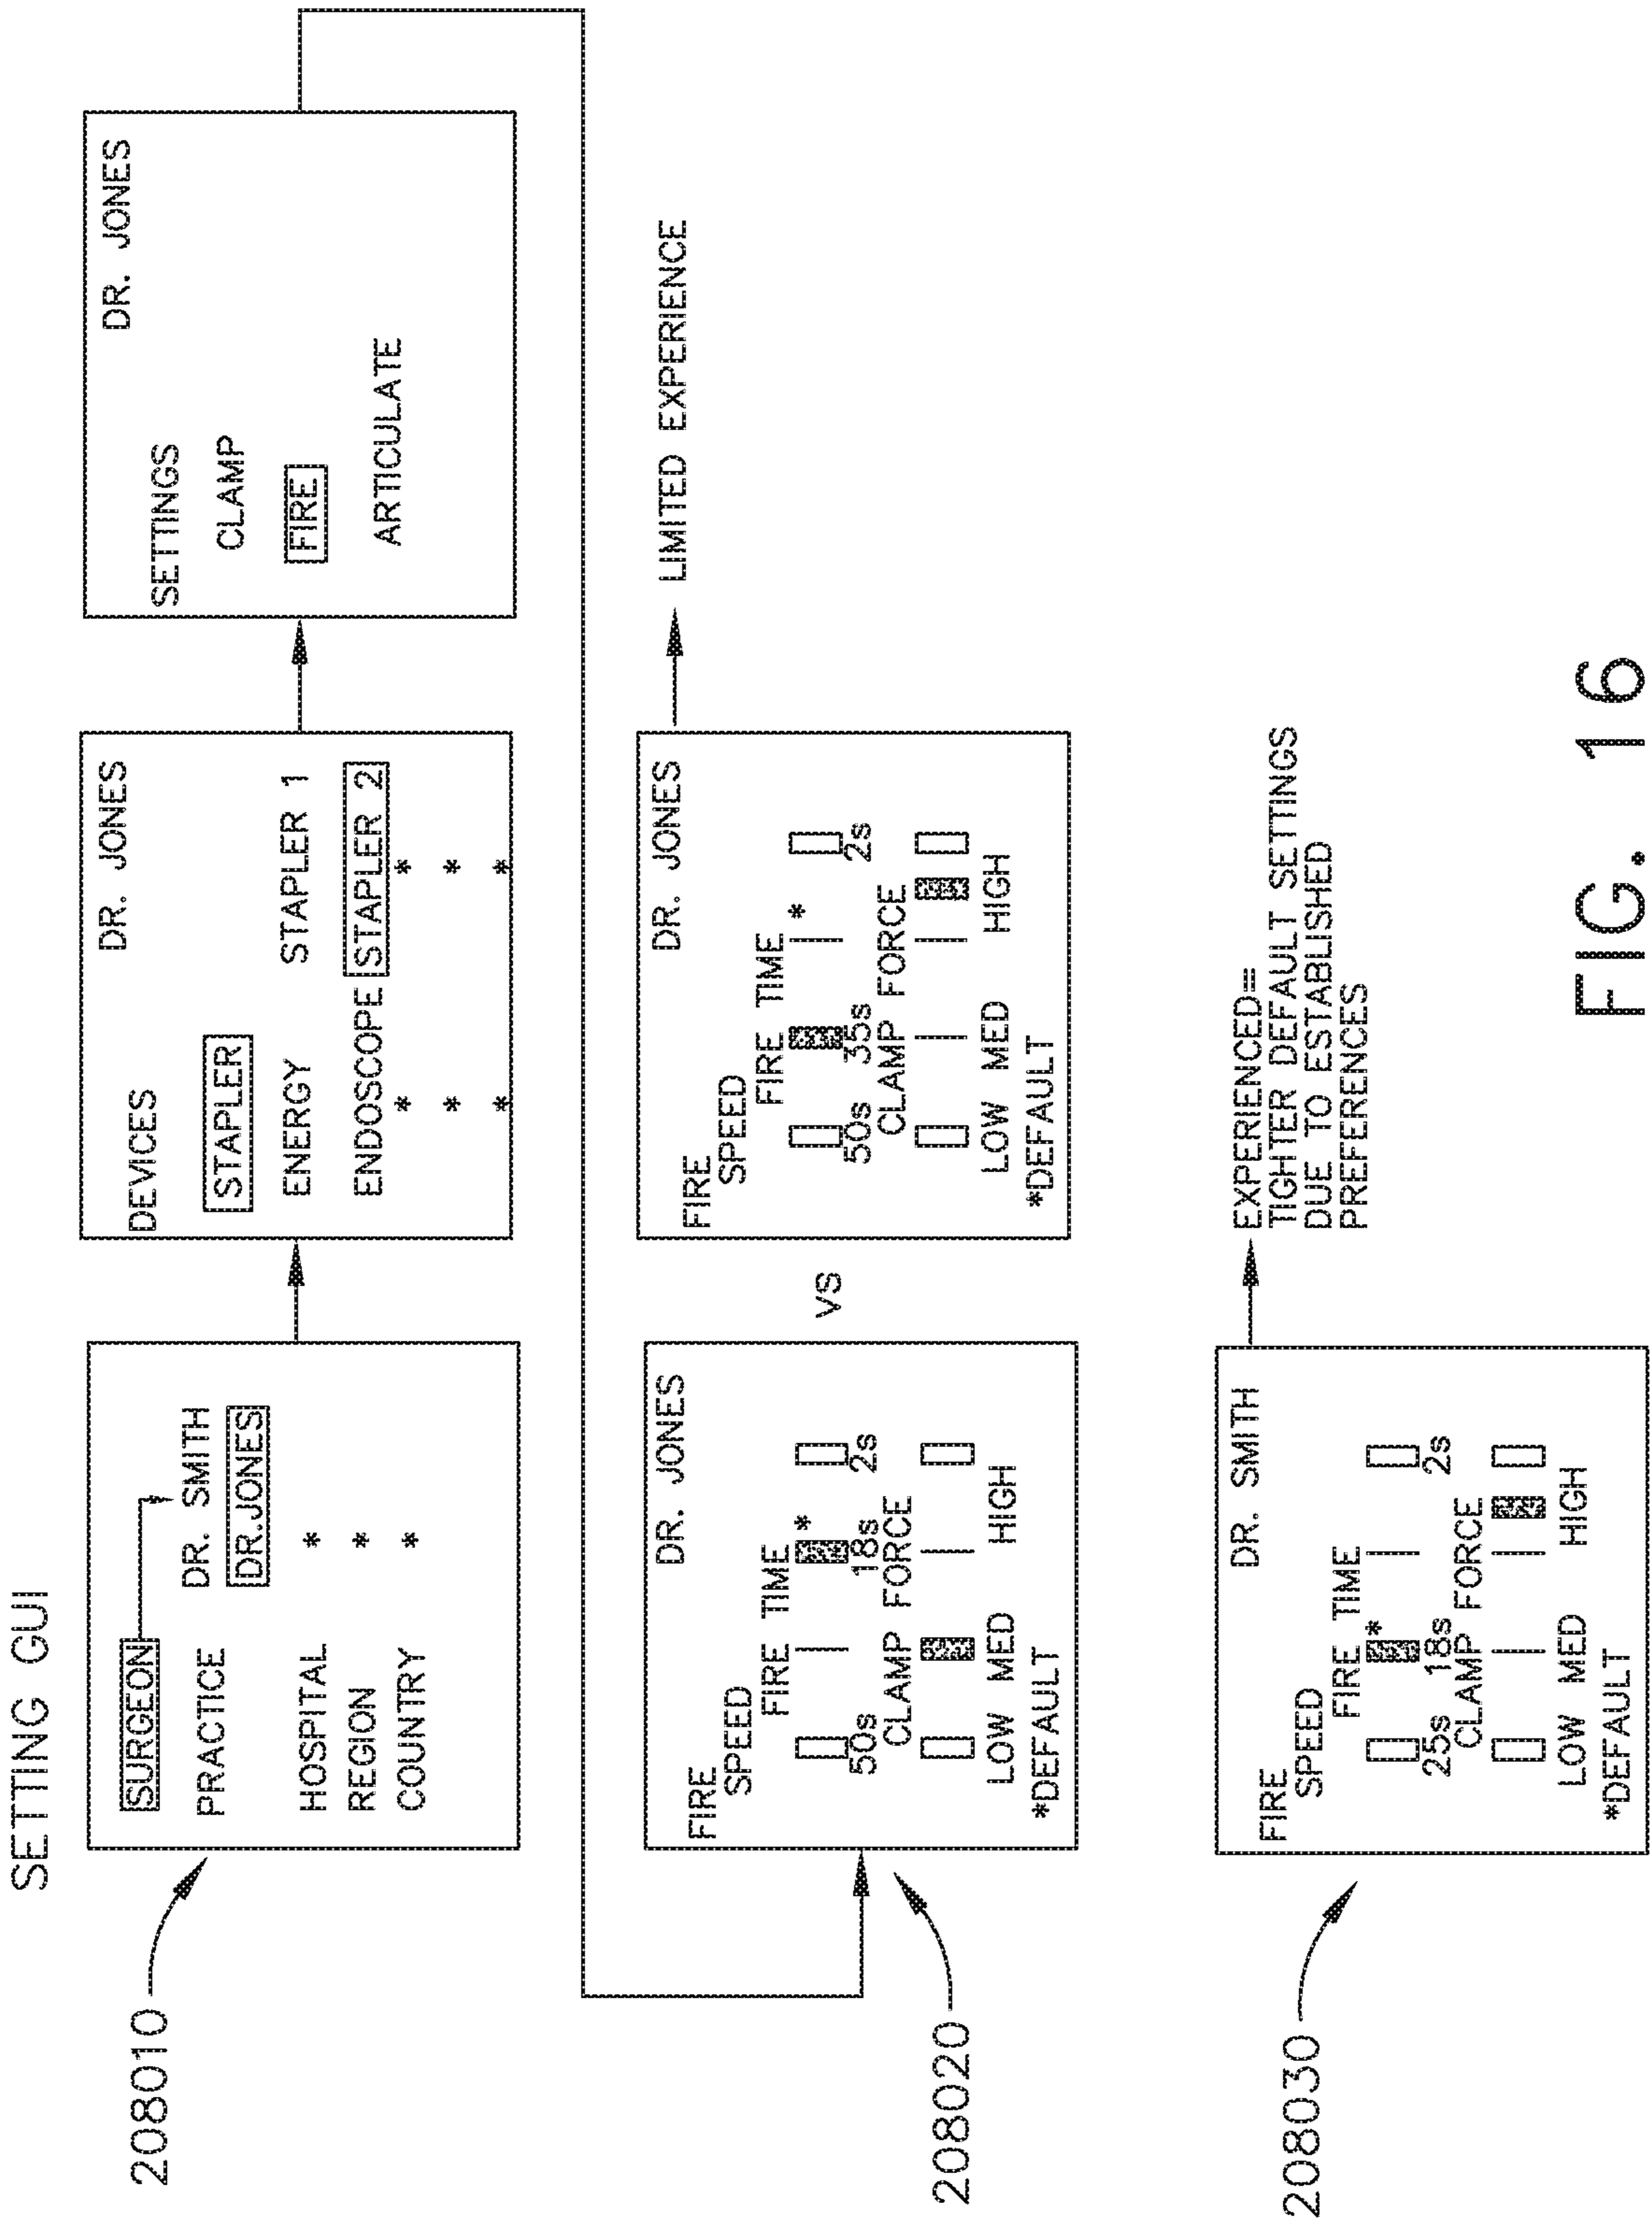 SETTING GUI
208010
SURGEON
DR. SMITH
PRACTICE
DR.JONES
HOSPITAL *
REGION *
COUNTRY *
DR. JONES
DEVICES
STAPLER
ENERGY STAPLER 1
ENDOSCOPE STAPLER 2
* *
* *
* *
DR. JONES
SETTINGS
CLAMP
FIRE
ARTICULATE
208020
DR. JONES
FIRE
SPEED
FIRE TIME
*
50s 18s 2s
CLAMP FORCE
LOW MED HIGH
*DEFAULT
VS
DR. JONES
FIRE
SPEED
FIRE TIME
*
50s 35s 2s
CLAMP FORCE
LOW MED HIGH
*DEFAULT
LIMITED EXPERIENCE
208030
DR. SMITH
FIRE
SPEED
FIRE TIME
*
25s 18s 2s
CLAMP FORCE
LOW MED HIGH
*DEFAULT
EXPERIENCED=
TIGHTER DEFAULT SETTINGS
DUE TO ESTABLISHED
PREFERENCES
FIG. 16